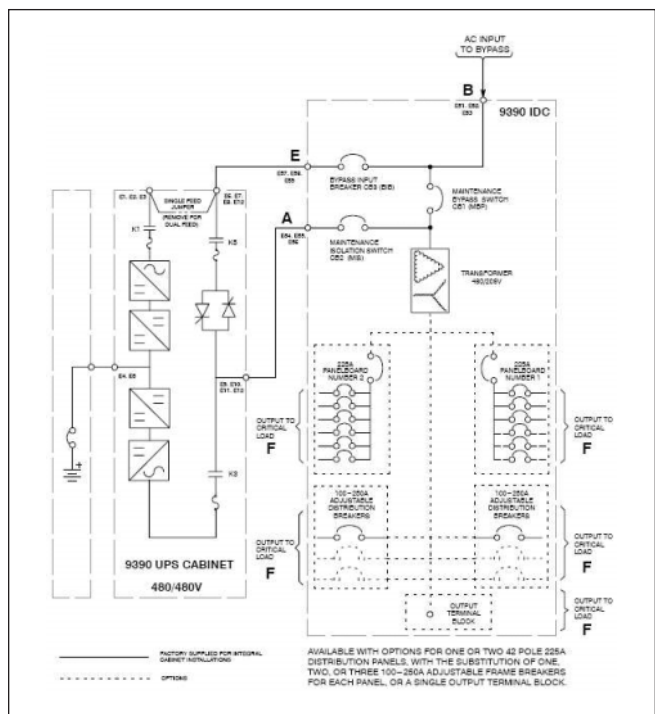 AC INPUT
TO BYPASS
B
9390 IDC
E
BYPASS INPUT
BREAKER CB3 (BIB)
MAINTENANCE
BYPASS SWITCH
CB1 (MBP)
A
MAINTENANCE
ISOLATION SWITCH
CB2 (MIS)
TRANSFORMER
480/208V
E1, E2, E3
SINGLE FEED
JUMPER
(REMOVE FOR
DUAL FEED)
K1
K5
E4, E5
K3
9390 UPS CABINET
480/480V
225A
PANELBOARD
NUMBER 2
225A
PANELBOARD
NUMBER 1
OUTPUT TO
CRITICAL
LOAD
F
OUTPUT TO
CRITICAL
LOAD
F
100-250A
ADJUSTABLE
DISTRIBUTION
BREAKERS
100-250A
ADJUSTABLE
DISTRIBUTION
BREAKERS
OUTPUT TO
CRITICAL
LOAD
F
OUTPUT TO
CRITICAL
LOAD
F
OUTPUT
TERMINAL
BLOCK
OUTPUT TO
CRITICAL
LOAD
F
FACTORY SUPPLIED FOR INTEGRAL
CABINET INSTALLATIONS
OPTIONS
AVAILABLE WITH OPTIONS FOR ONE OR TWO 42 POLE 225A
DISTRIBUTION PANELS, WITH THE SUBSTITUTION OF ONE,
TWO, OR THREE 100-250A ADJUSTABLE FRAME BREAKERS
FOR EACH PANEL, OR A SINGLE OUTPUT TERMINAL BLOCK.